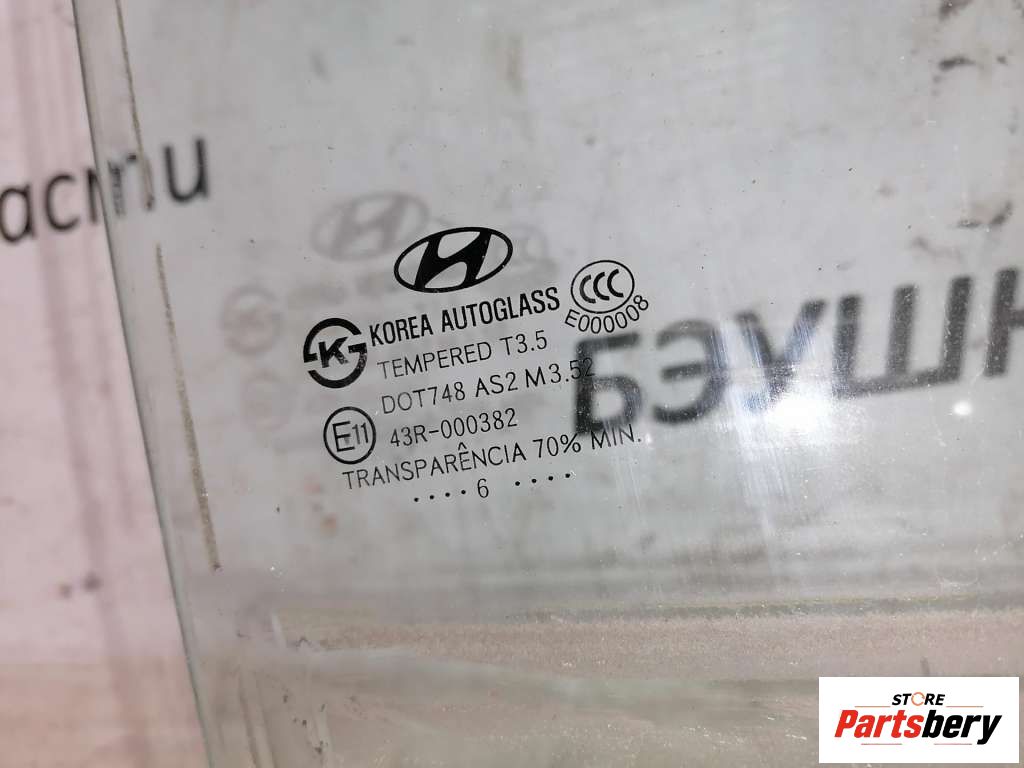 асти
CCC
E000008
KOREA AUTOGLASS
TEMPERED T3.5
DOT748 AS2 M3.52
E11 43R-000382
TRANSPARÊNCIA 70% MIN.
.... 6 ....
БЭУШН
STORE
Partsbery